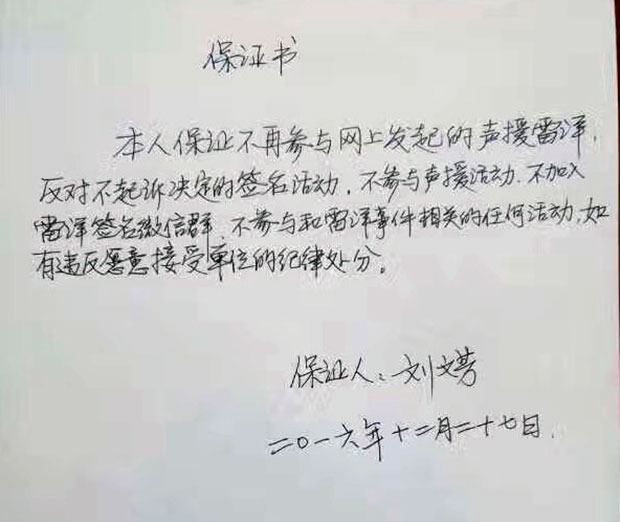 保证书
本人保证不再参与网上发起的声援雷洋,
反对不起诉决定的签名活动,不参与声援活动.不加入
雷洋签名微信群,不参与和雷洋事件相关的任何活动,如
有违反愿意接受单位的纪律处分。
保证人:刘文芳
二〇一六年十二月二十七日.